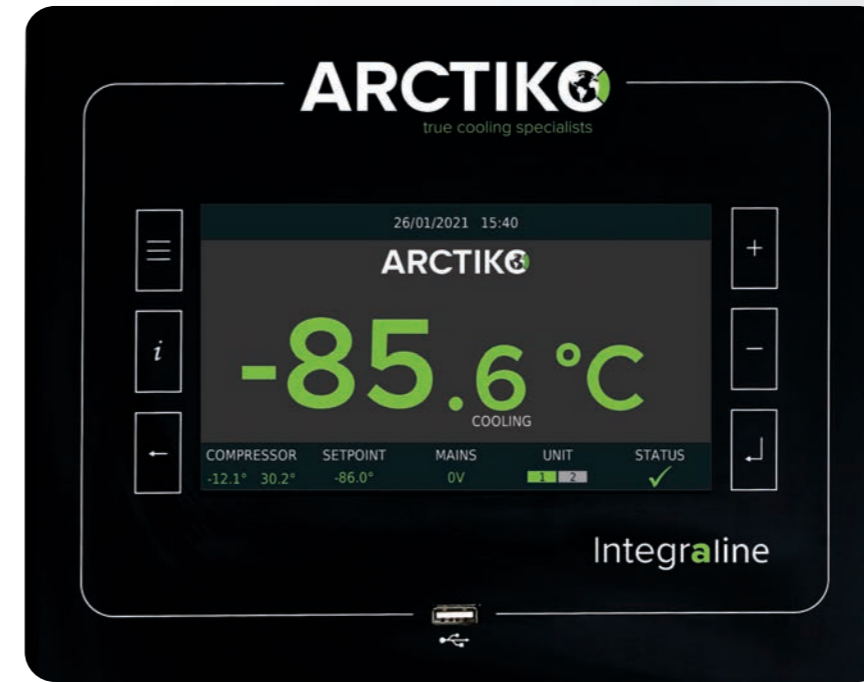 ARCTIKO
true cooling specialists
26/01/2021 15:40
ARCTIKO
-85.6 °C
COOLING
COMPRESSOR SETPOINT MAINS UNIT STATUS
-12.1° 30.2° -86.0° 0V 1 2
i
+
-
Integraline